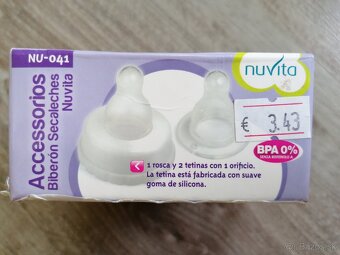 NU-041
Accessorios
Biberón Secaleches
Nuvita
nuvita
€ 3.43
BPA 0%
1 rosca y 2 tetinas con 1 orificio.
La tetina está fabricada con suave
goma de silicona.